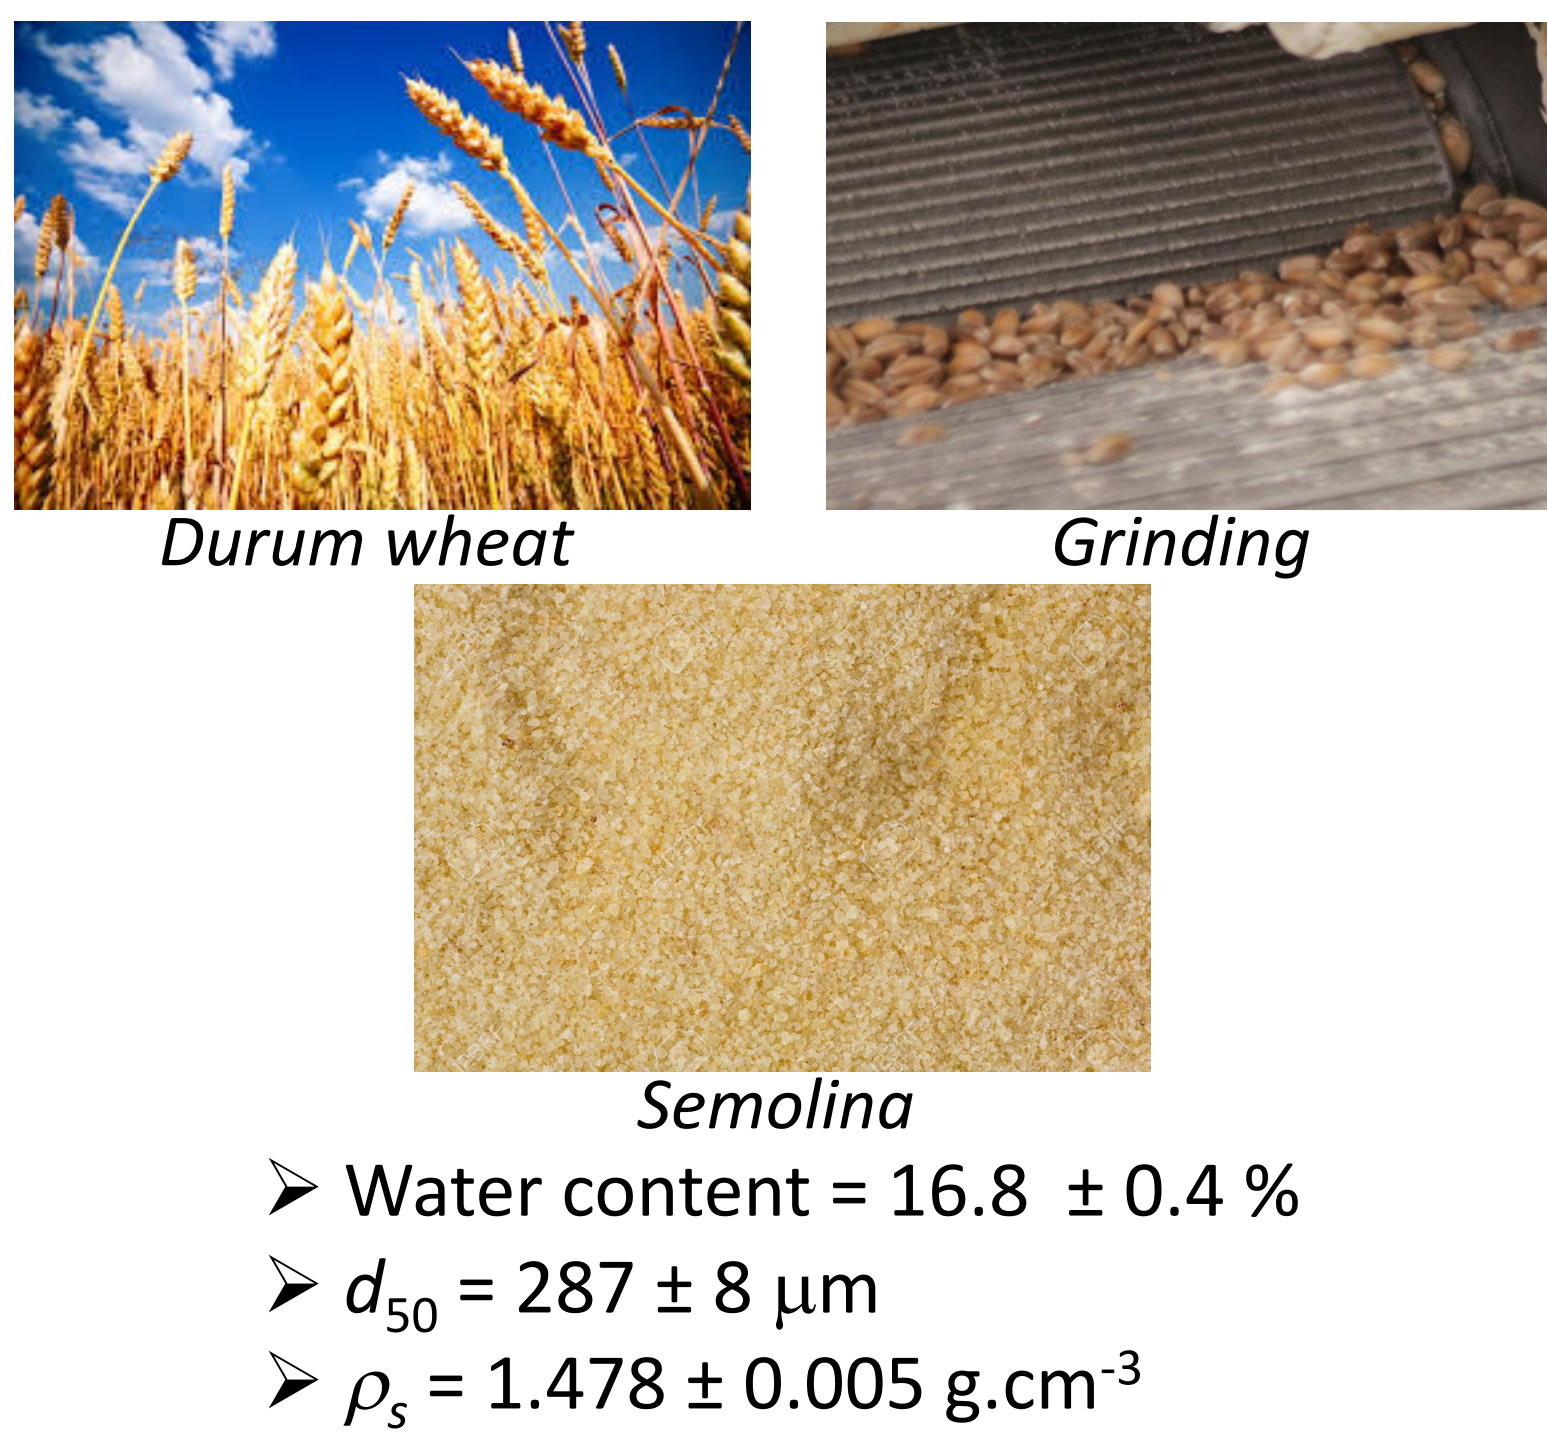 Durum wheat
Grinding
Semolina
➢ Water content = 16.8 ± 0.4 %
➢ d₅₀ = 287 ± 8 μm
➢ ρₛ = 1.478 ± 0.005 g.cm⁻³